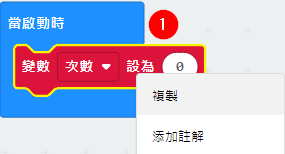 當啟動時
1
變數 次數 設為 0
複製
添加註解